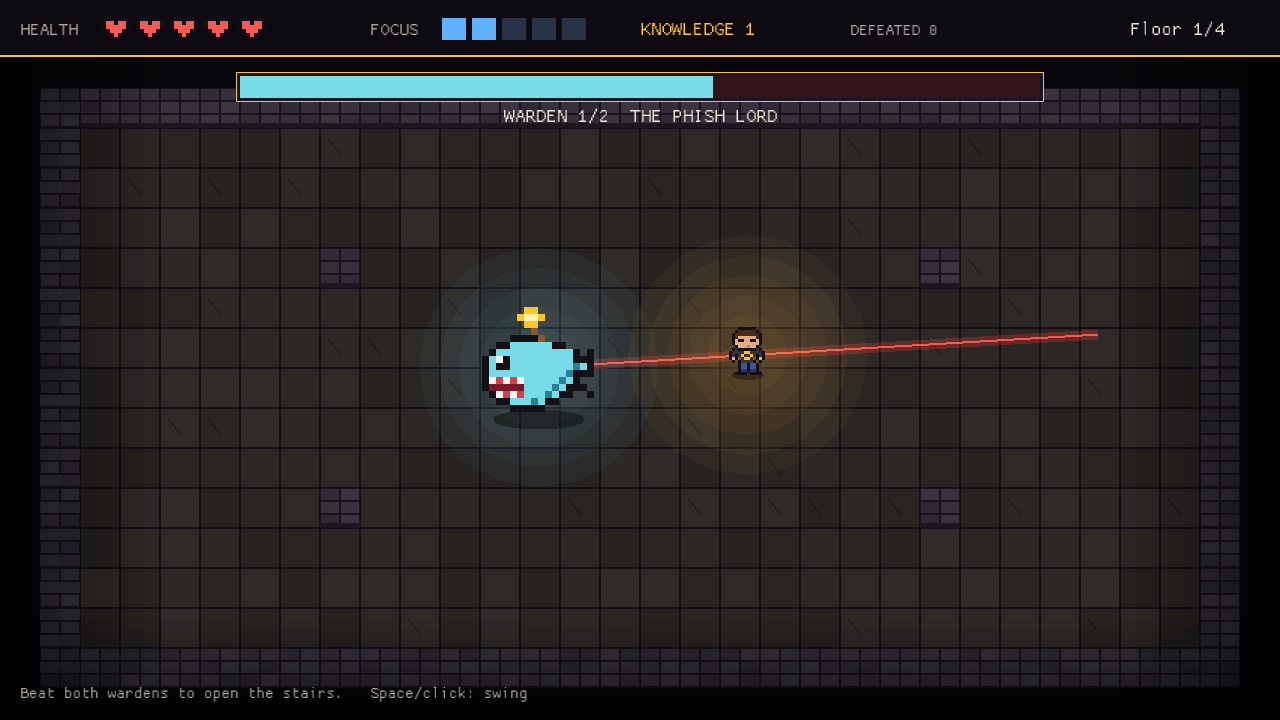 HEALTH FOCUS KNOWLEDGE 1 DEFEATED 0 Floor 1/4
WARDEN 1/2 THE PHISH LORD
Beat both wardens to open the stairs. Space/click: swing